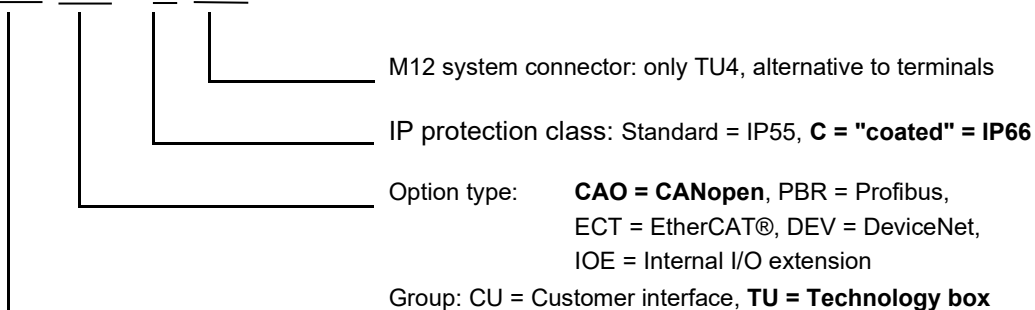 M12 system connector: only TU4, alternative to terminals
IP protection class: Standard = IP55, C = "coated" = IP66
Option type: CAO = CANopen, PBR = Profibus,
ECT = EtherCAT®, DEV = DeviceNet,
IOE = Internal I/O extension
Group: CU = Customer interface, TU = Technology box